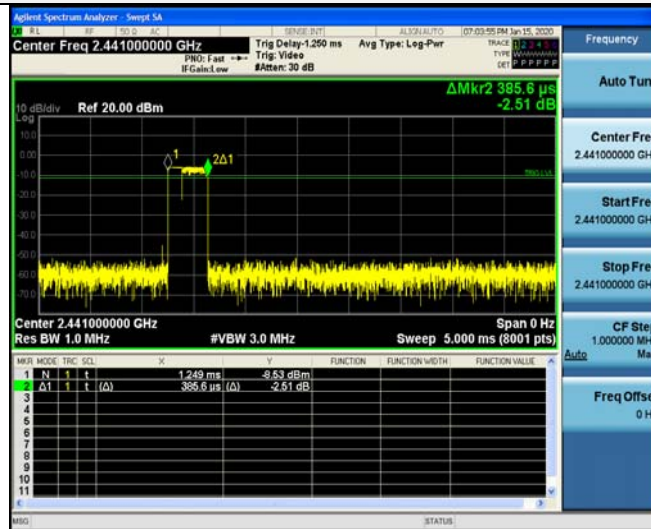 Agilent Spectrum Analyzer - Swept SA
RL RF 50 Ω AC SENSE:INT ALIGNAUTO 07:03:55 PM Jan 15, 2020
Center Freq 2.441000000 GHz
Trig Delay-1.250 ms Avg Type: Log-Pwr
TRACE 1 2 3 4 5 6
PNO: Fast Trig: Video
TYPE
IFGain:Low #Atten: 30 dB
DET P P P P P P
ΔMkr2 385.6 µs
-2.51 dB
10 dB/div Ref 20.00 dBm
Log
10.0
0.00
-10.0
-20.0
-30.0
-40.0
-50.0
-60.0
-70.0
1
2Δ1
TRIG LVL
Center 2.441000000 GHz Span 0 Hz
Res BW 1.0 MHz #VBW 3.0 MHz Sweep 5.000 ms (8001 pts)
MKR MODE TRC SCL X Y FUNCTION FUNCTION WIDTH FUNCTION VALUE
1 N 1 t 1.249 ms -8.53 dBm
2 Δ1 1 t (Δ) 385.6 µs (Δ) -2.51 dB
3
4
5
6
7
8
9
10
11
MSG STATUS
Frequency
Auto Tun
Center Fre
2.441000000 GH
Start Fre
2.441000000 GH
Stop Fre
2.441000000 GH
CF Step
1.000000 MH
Auto Ma
Freq Offse
0 H